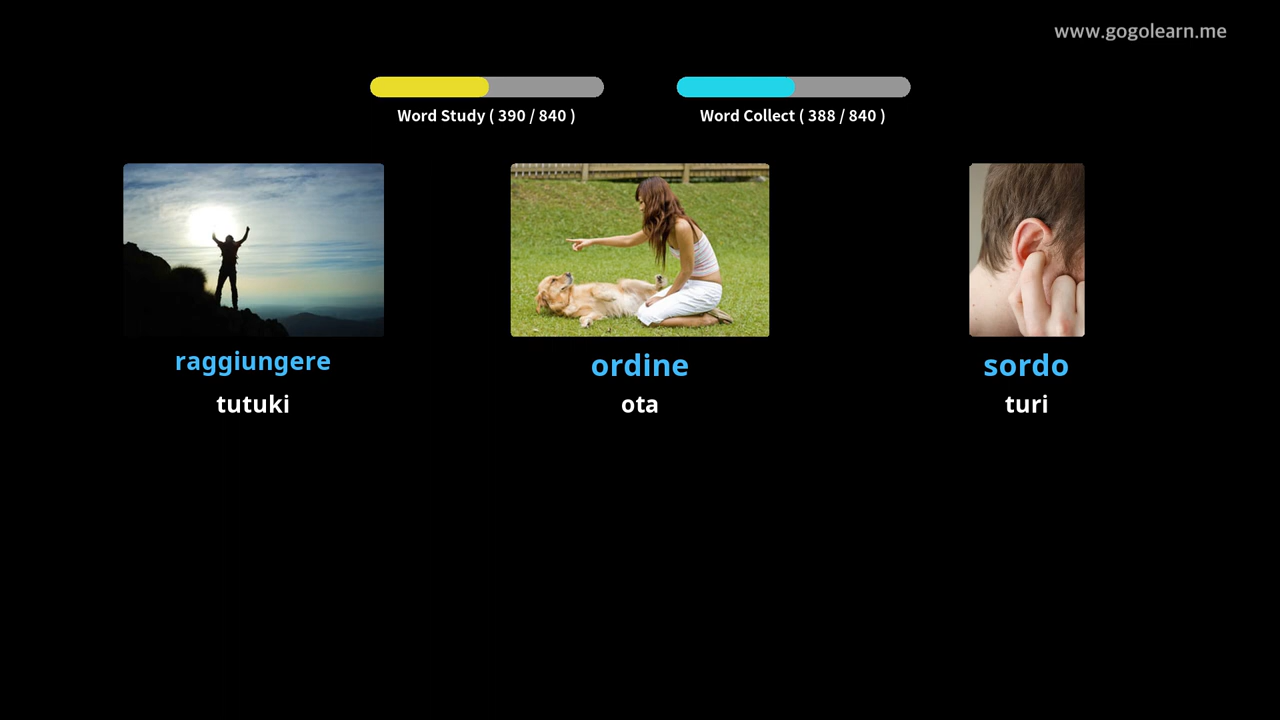 www.gogolearn.me
Word Study ( 390 / 840 )
Word Collect ( 388 / 840 )
raggiungere
tutuki
ordine
ota
sordo
turi